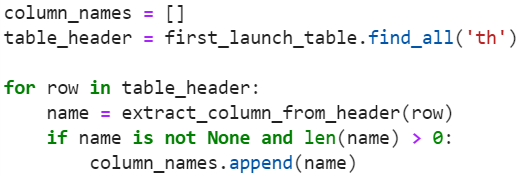 column_names = []
table_header = first_launch_table.find_all('th')

for row in table_header:
    name = extract_column_from_header(row)
    if name is not None and len(name) > 0:
        column_names.append(name)